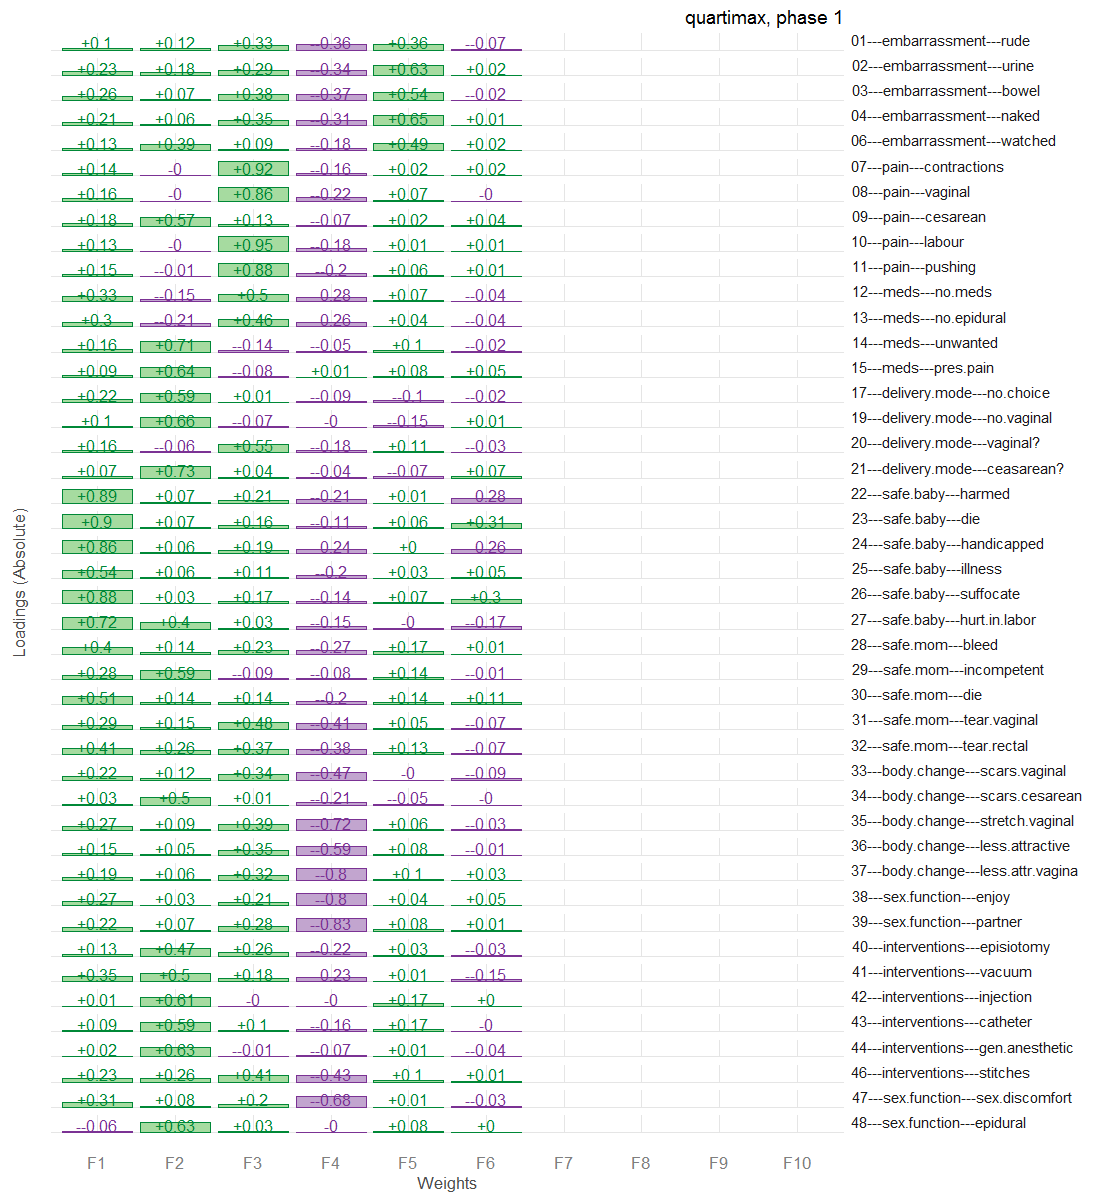 quartimax, phase 1
+0.1 +0.12 +0.33 --0.36 +0.36 --0.07 01---embarrassment---rude
+0.23 +0.18 +0.29 --0.34 +0.63 +0.02 02---embarrassment---urine
+0.26 +0.07 +0.38 --0.37 +0.54 --0.02 03---embarrassment---bowel
+0.21 +0.06 +0.35 --0.31 +0.65 +0.01 04---embarrassment---naked
+0.13 +0.39 +0.09 --0.18 +0.49 +0.02 06---embarrassment---watched
+0.14 -0 +0.92 --0.16 +0.02 +0.02 07---pain---contractions
+0.16 -0 +0.86 --0.22 +0.07 -0 08---pain---vaginal
+0.18 +0.57 +0.13 --0.07 +0.02 +0.04 09---pain---cesarean
+0.13 -0 +0.95 --0.18 +0.01 +0.01 10---pain---labour
+0.15 --0.01 +0.88 --0.2 +0.06 +0.01 11---pain---pushing
+0.33 --0.15 +0.5 --0.28 +0.07 --0.04 12---meds---no.meds
+0.3 --0.21 +0.46 --0.26 +0.04 --0.04 13---meds---no.epidural
+0.16 +0.71 --0.14 --0.05 +0.1 --0.02 14---meds---unwanted
+0.09 +0.64 --0.08 +0.01 +0.08 +0.05 15---meds---pres.pain
+0.22 +0.59 +0.01 --0.09 --0.1 --0.02 17---delivery.mode---no.choice
+0.1 +0.66 --0.07 -0 --0.15 +0.01 19---delivery.mode---no.vaginal
+0.16 --0.06 +0.55 --0.18 +0.11 --0.03 20---delivery.mode---vaginal?
+0.07 +0.73 +0.04 --0.04 --0.07 +0.07 21---delivery.mode---ceasarean?
+0.89 +0.07 +0.21 --0.21 +0.01 --0.28 22---safe.baby---harmed
+0.9 +0.07 +0.16 --0.11 +0.06 +0.31 23---safe.baby---die
+0.86 +0.06 +0.19 --0.24 +0 --0.26 24---safe.baby---handicapped
+0.54 +0.06 +0.11 --0.2 +0.03 +0.05 25---safe.baby---illness
+0.88 +0.03 +0.17 --0.14 +0.07 +0.3 26---safe.baby---suffocate
+0.72 +0.4 +0.03 --0.15 -0 --0.17 27---safe.baby---hurt.in.labor
+0.4 +0.14 +0.23 --0.27 +0.17 +0.01 28---safe.mom---bleed
+0.28 +0.59 --0.09 --0.08 +0.14 --0.01 29---safe.mom---incompetent
+0.51 +0.14 +0.14 --0.2 +0.14 +0.11 30---safe.mom---die
+0.29 +0.15 +0.48 --0.41 +0.05 --0.07 31---safe.mom---tear.vaginal
+0.41 +0.26 +0.37 --0.38 +0.13 --0.07 32---safe.mom---tear.rectal
+0.22 +0.12 +0.34 --0.47 -0 --0.09 33---body.change---scars.vaginal
+0.03 +0.5 +0.01 --0.21 --0.05 -0 34---body.change---scars.cesarean
+0.27 +0.09 +0.39 --0.72 +0.06 --0.03 35---body.change---stretch.vaginal
+0.15 +0.05 +0.35 --0.59 +0.08 --0.01 36---body.change---less.attractive
+0.19 +0.06 +0.32 --0.8 +0.1 +0.03 37---body.change---less.attr.vagina
+0.27 +0.03 +0.21 --0.8 +0.04 +0.05 38---sex.function---enjoy
+0.22 +0.07 +0.28 --0.83 +0.08 +0.01 39---sex.function---partner
+0.13 +0.47 +0.26 --0.22 +0.03 --0.03 40---interventions---episiotomy
+0.35 +0.5 +0.18 --0.23 +0.01 --0.15 41---interventions---vacuum
+0.01 +0.61 -0 -0 +0.17 +0 42---interventions---injection
+0.09 +0.59 +0.1 --0.16 +0.17 -0 43---interventions---catheter
+0.02 +0.63 --0.01 --0.07 +0.01 --0.04 44---interventions---gen.anesthetic
+0.23 +0.26 +0.41 --0.43 +0.1 +0.01 46---interventions---stitches
+0.31 +0.08 +0.2 --0.68 +0.01 --0.03 47---sex.function---sex.discomfort
--0.06 +0.63 +0.03 -0 +0.08 +0 48---sex.function---epidural
Loadings (Absolute)
F1 F2 F3 F4 F5 F6 F7 F8 F9 F10
Weights